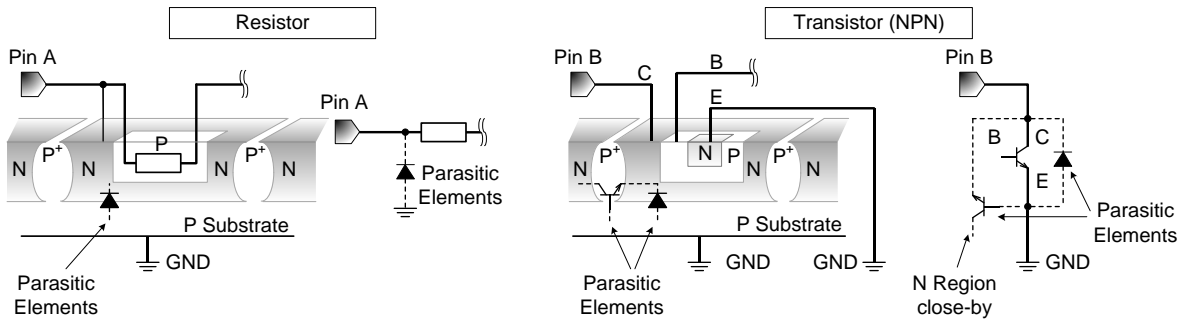 Resistor
Pin A
N
P+
N
P
N
P+
N
P Substrate
GND
Parasitic
Elements
Pin A
Parasitic
Elements
Transistor (NPN)
Pin B
C
B
E
N
P+
N
N
P
P+
N
P Substrate
GND
GND
Parasitic
Elements
Pin B
B
C
E
Parasitic
Elements
GND
N Region
close-by